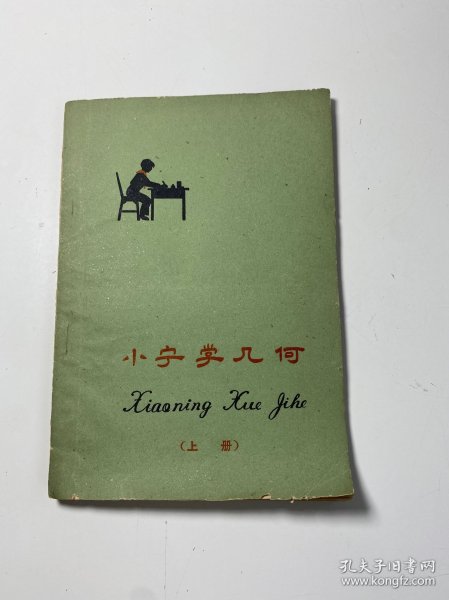 小宁学几何
Xiaoning Xue Jihe
（上 册）
孔夫子旧书网
www.kongfz.com